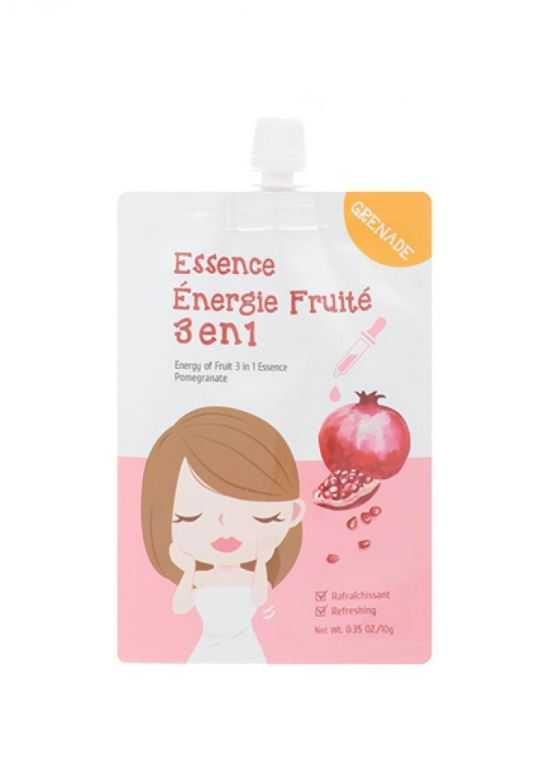 GRENADE
Essence
Énergie Fruité
3 en 1
Energy of Fruit 3 in 1 Essence
Pomegranate
Rafraîchissant
Refreshing
Net Wt. 0.35 OZ./10g